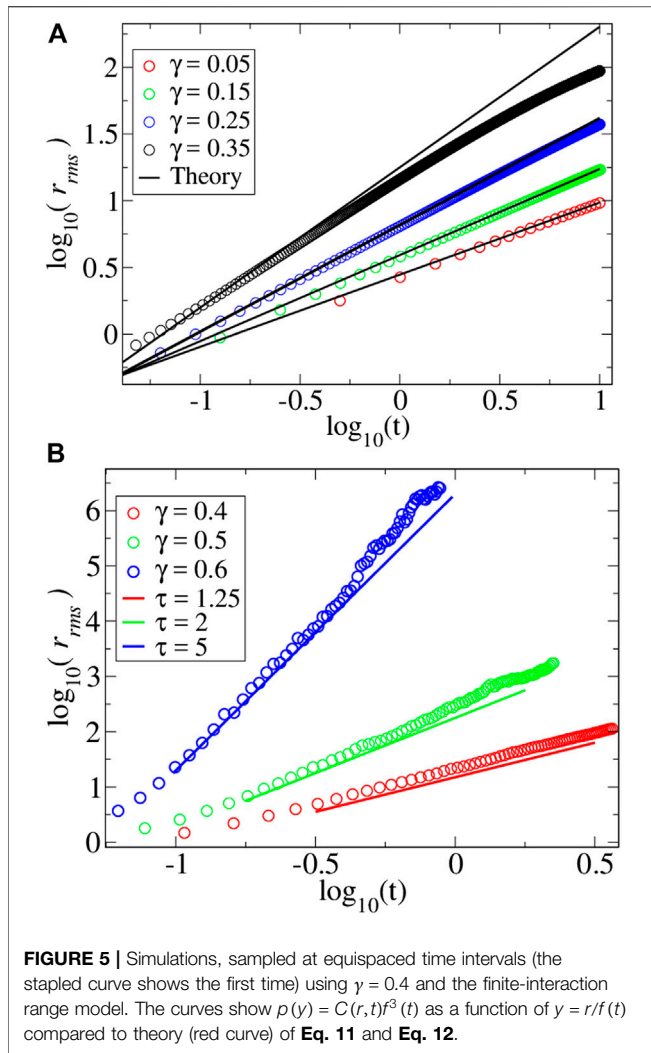 A
2
1.5
1
0.5
0
log10( rrms)
γ = 0.05
γ = 0.15
γ = 0.25
γ = 0.35
Theory
-1
-0.5
0
0.5
1
log10(t)
B
6
5
4
3
2
1
0
log10( rrms)
γ = 0.4
γ = 0.5
γ = 0.6
τ = 1.25
τ = 2
τ = 5
-1
-0.5
0
0.5
log10(t)
FIGURE 5 | Simulations, sampled at equispaced time intervals (the
stapled curve shows the first time) using γ = 0.4 and the finite-interaction
range model. The curves show p(y) = C(r,t)f³(t) as a function of y = r/f(t)
compared to theory (red curve) of Eq. 11 and Eq. 12.